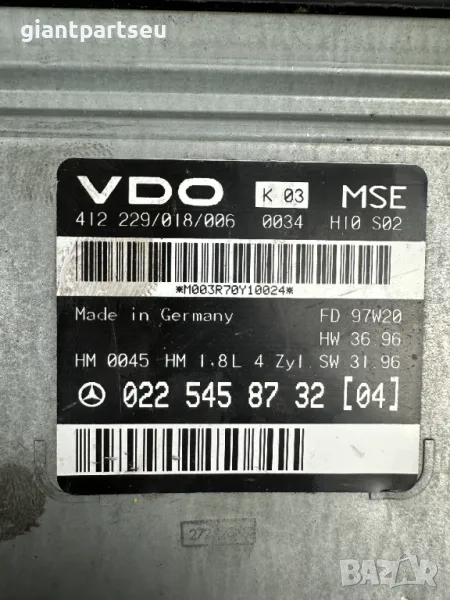 giantpartseu
VDO K 03 MSE
412 229/018/006 0034 H10 S02
*M003R70Y10024*
Made in Germany FD 97W20
HW 36 96
HM 0045 HM 1.8L 4 Zyl SW 31.96
022 545 87 32 [04]
BAZAR